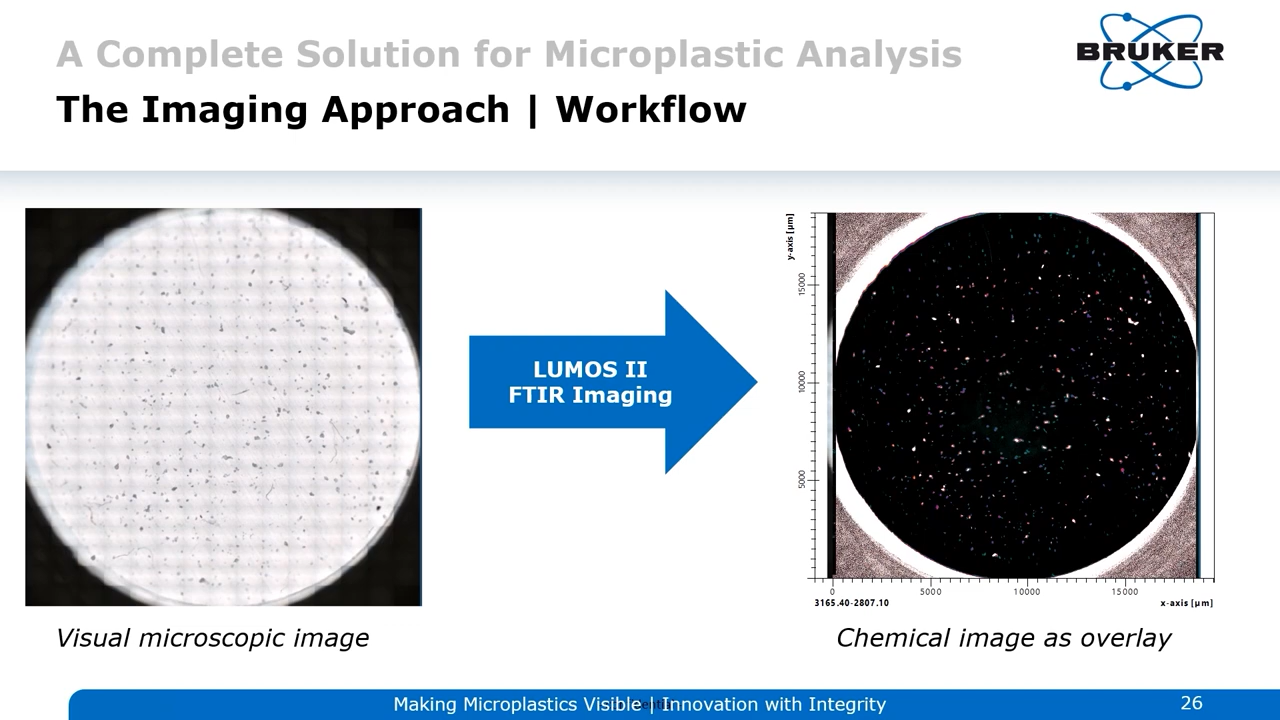 A Complete Solution for Microplastic Analysis
BRUKER
The Imaging Approach | Workflow
LUMOS II
FTIR Imaging
y-axis [µm]
15000
10000
5000
0 5000 10000 15000
3165.40-2807.10 x-axis [µm]
Visual microscopic image
Chemical image as overlay
Making Microplastics Visible | Innovation with Integrity
26